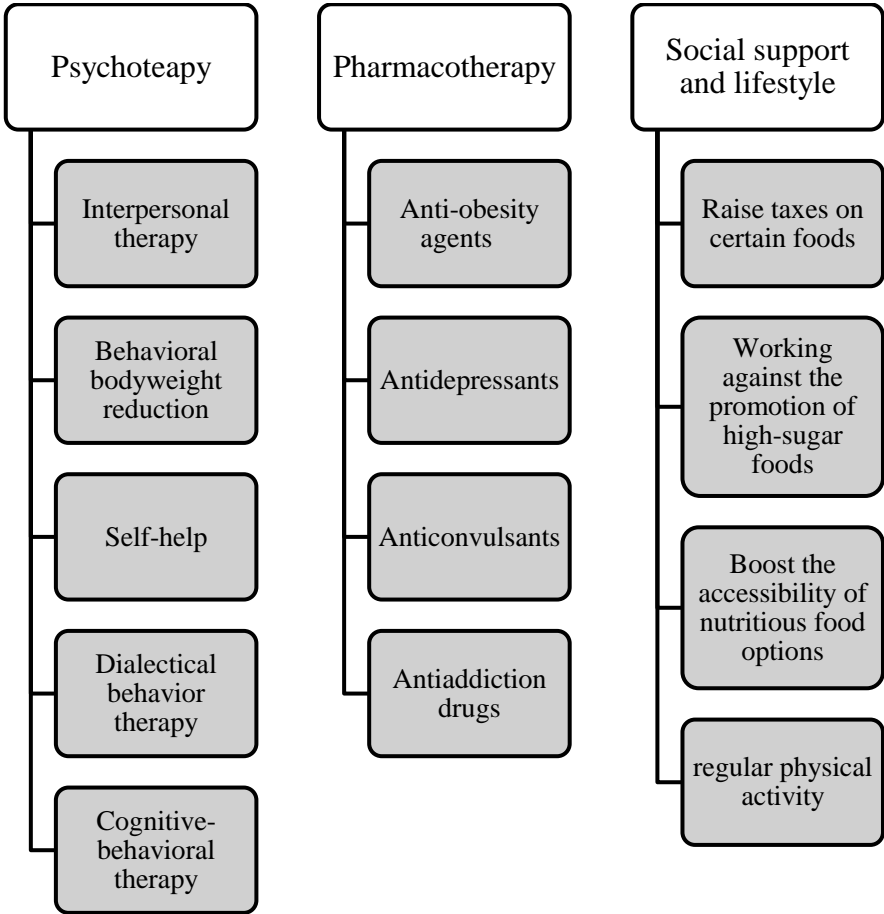 Psychoteapy
Interpersonal
therapy
Behavioral
bodyweight
reduction
Self-help
Dialectical
behavior
therapy
Cognitive-
behavioral
therapy
Pharmacotherapy
Anti-obesity
agents
Antidepressants
Anticonvulsants
Antiaddiction
drugs
Social support
and lifestyle
Raise taxes on
certain foods
Working
against the
promotion of
high-sugar
foods
Boost the
accessibility of
nutritious food
options
regular physical
activity